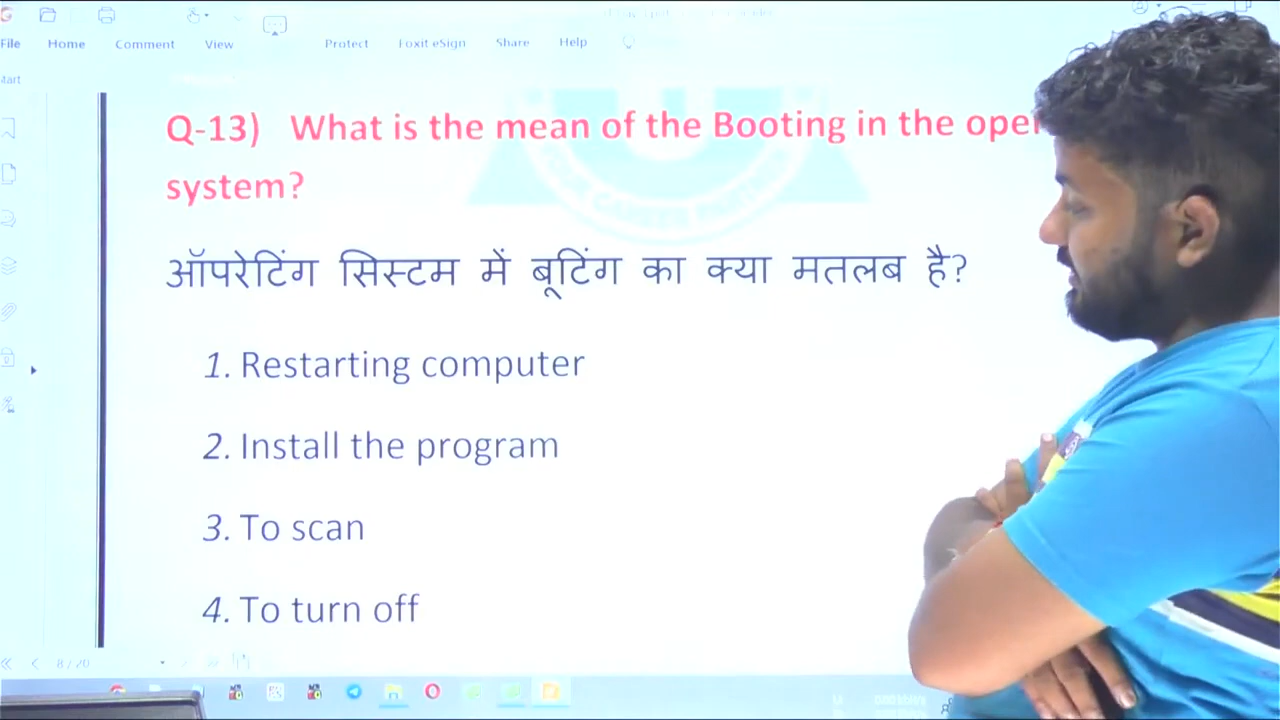 File Home Comment View Protect Foxit eSign Share Help
Q-13) What is the mean of the Booting in the oper
system?
ऑपरेटिंग सिस्टम में बूटिंग का क्या मतलब है?
1. Restarting computer
2. Install the program
3. To scan
4. To turn off
8 / 20